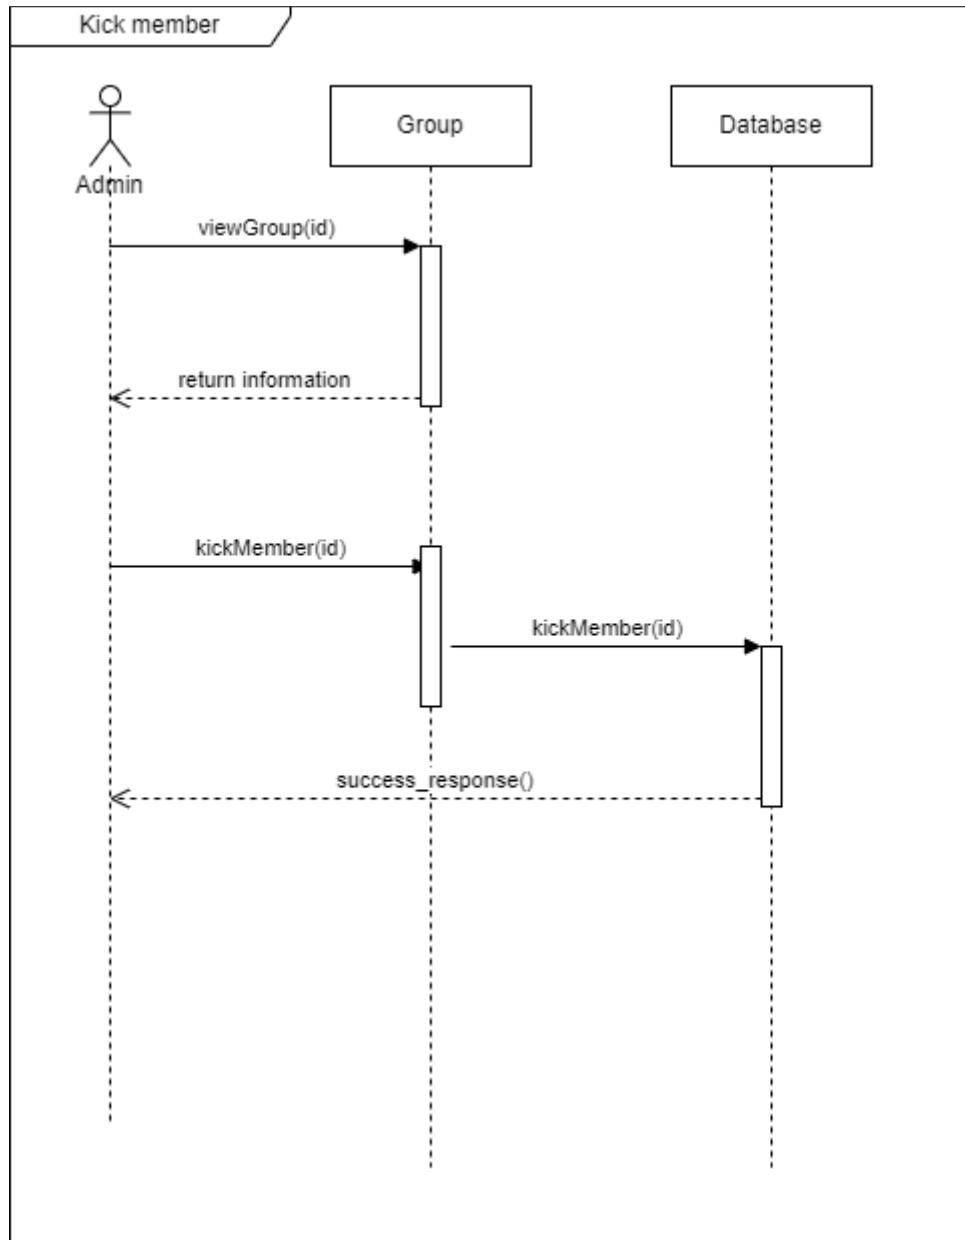 Kick member
Group
Database
Admin
viewGroup(id)
return information
kickMember(id)
kickMember(id)
success_response()